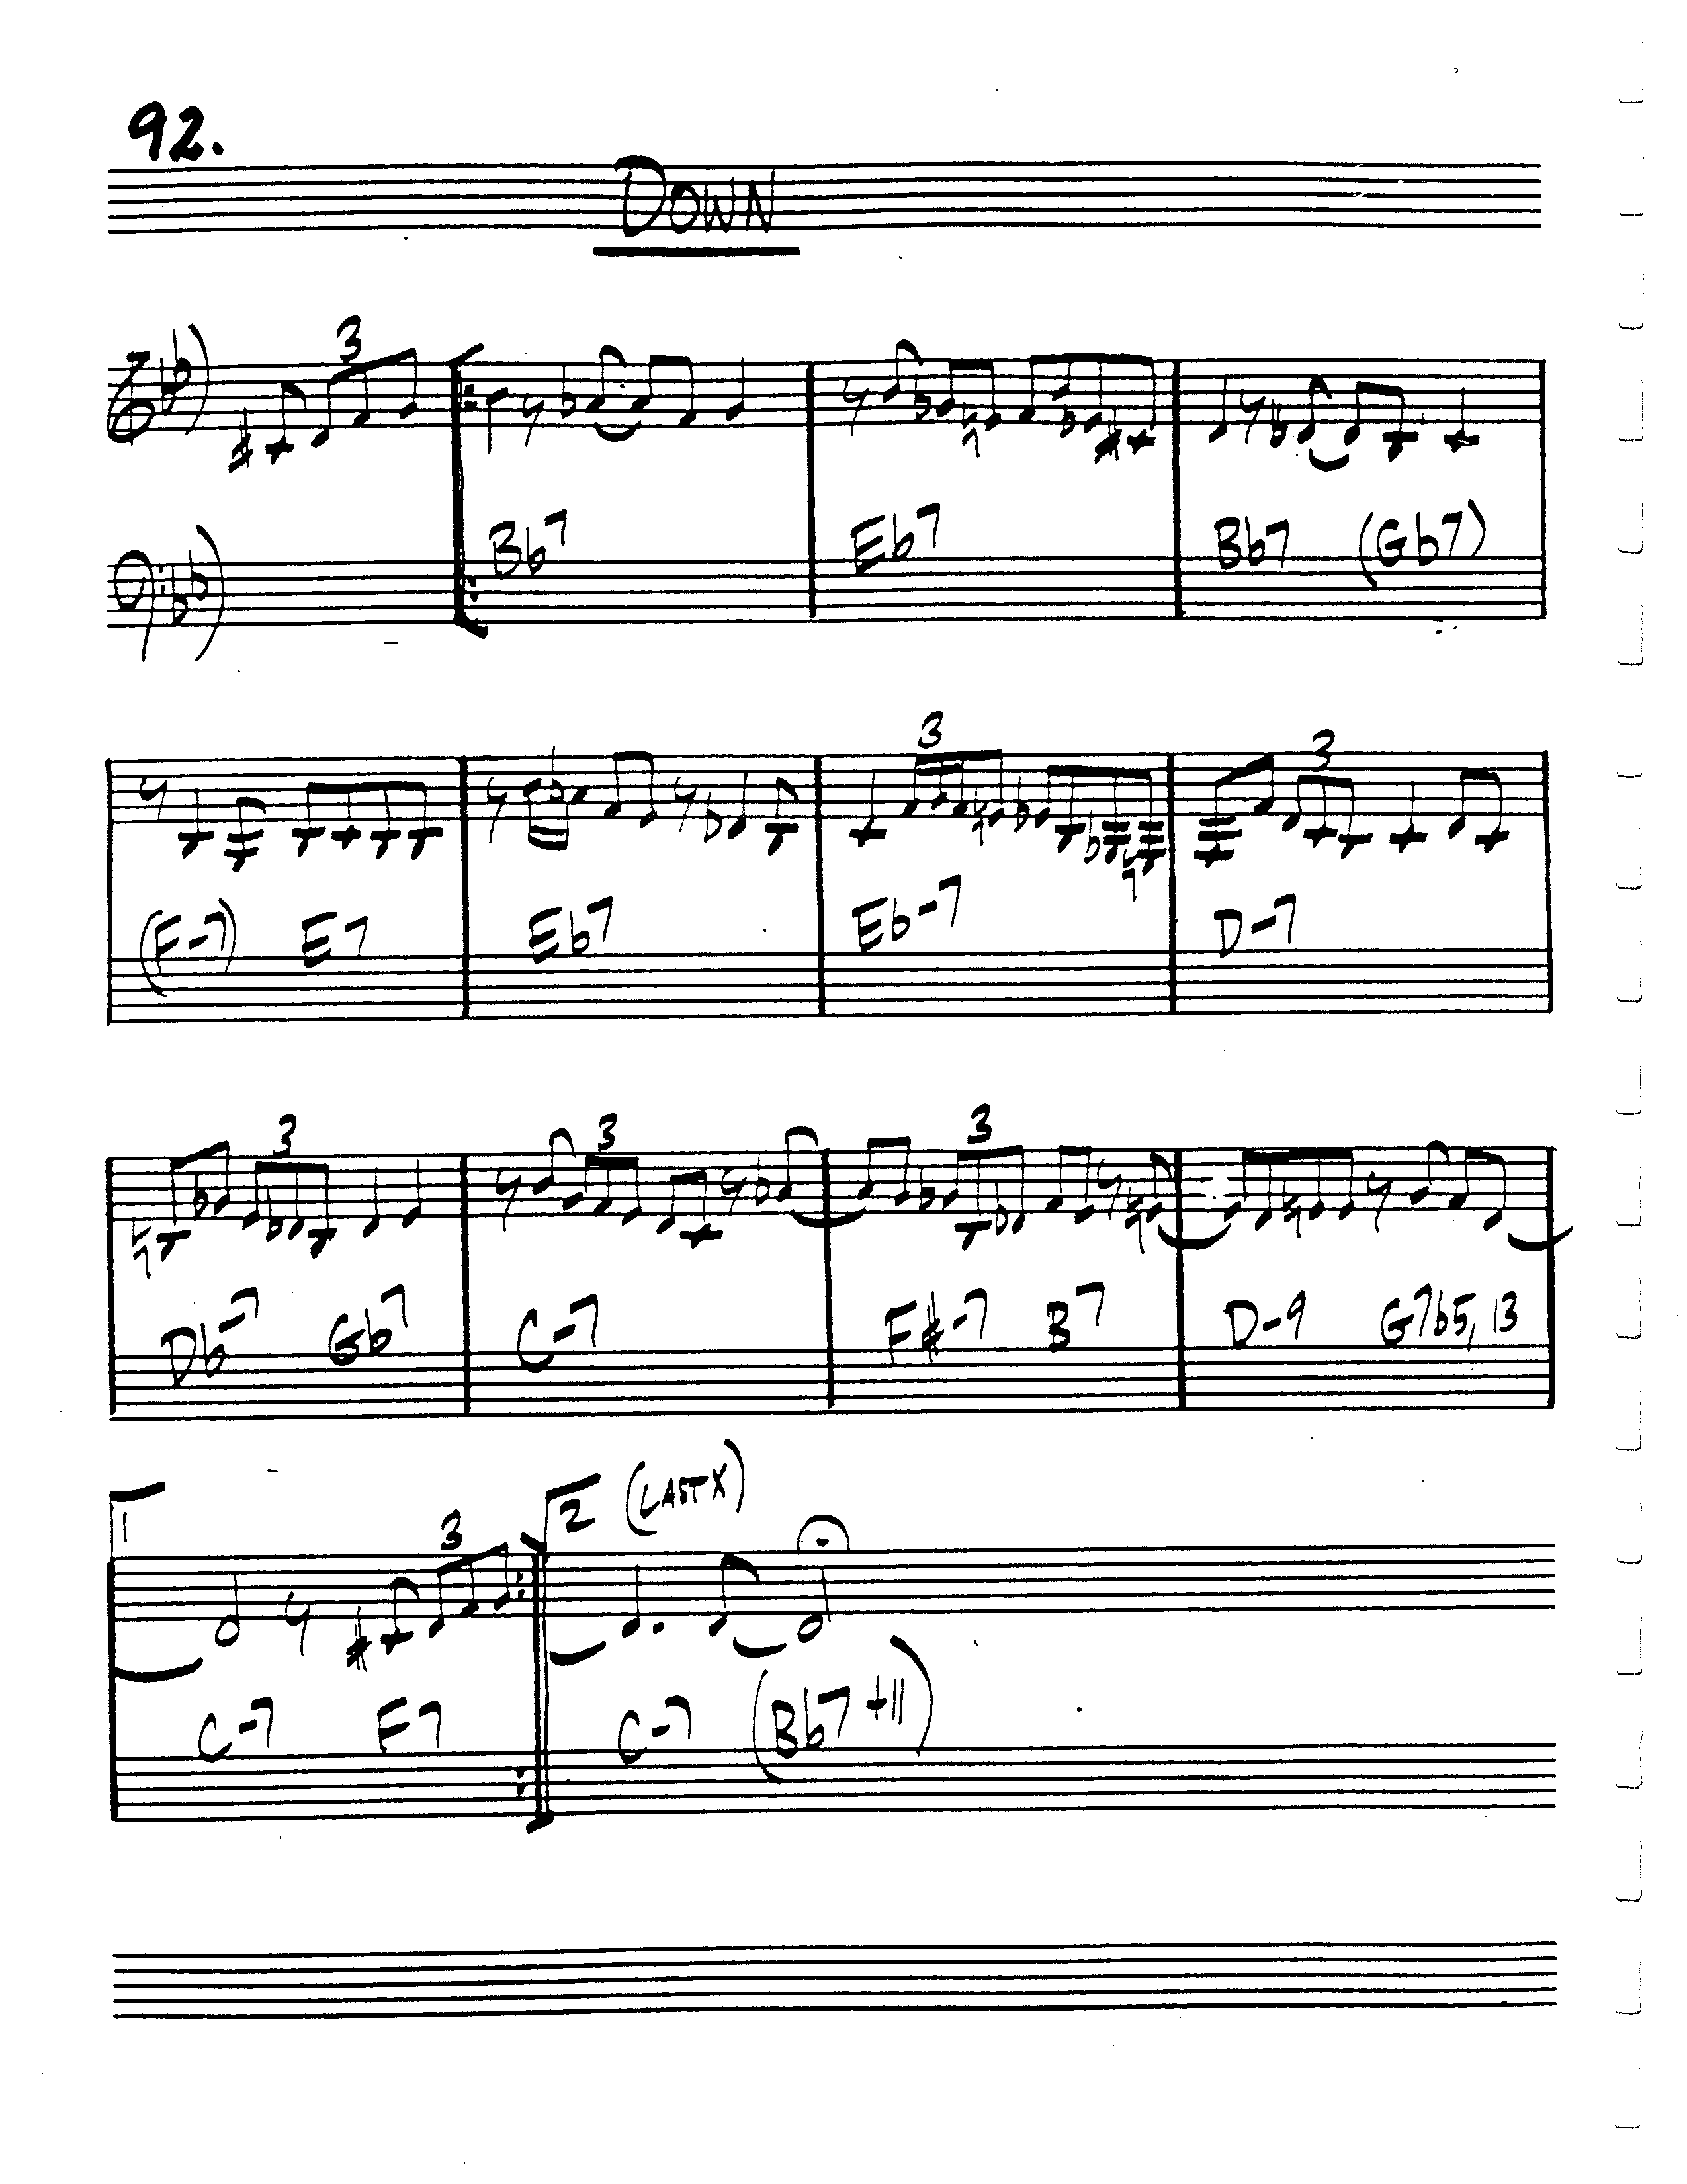 92.
DOWN
3
Bb7 Eb7 Bb7 (Gb7)
3 3
(F-7) E7 Eb7 Eb-7 D-7
3 3 3
Db-7 Gb7 C-7 F#-7 B7 D-9 G7b5,13
1 3 2 (LAST X)
C-7 F7 C-7 (Bb7+11)